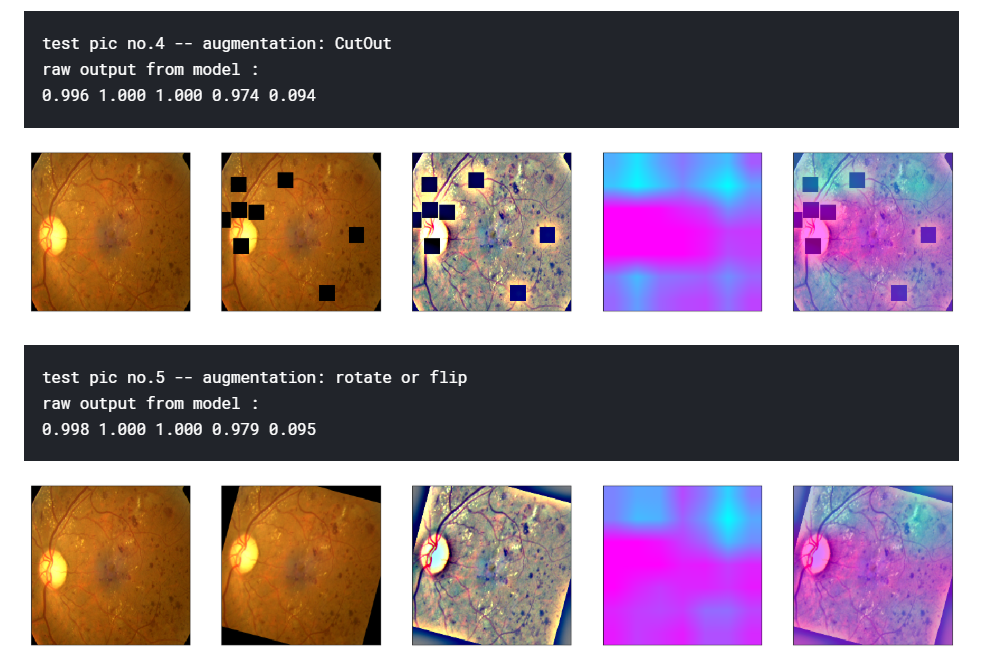 test pic no.4 -- augmentation: CutOut
raw output from model :
0.996 1.000 1.000 0.974 0.094
test pic no.5 -- augmentation: rotate or flip
raw output from model :
0.998 1.000 1.000 0.979 0.095